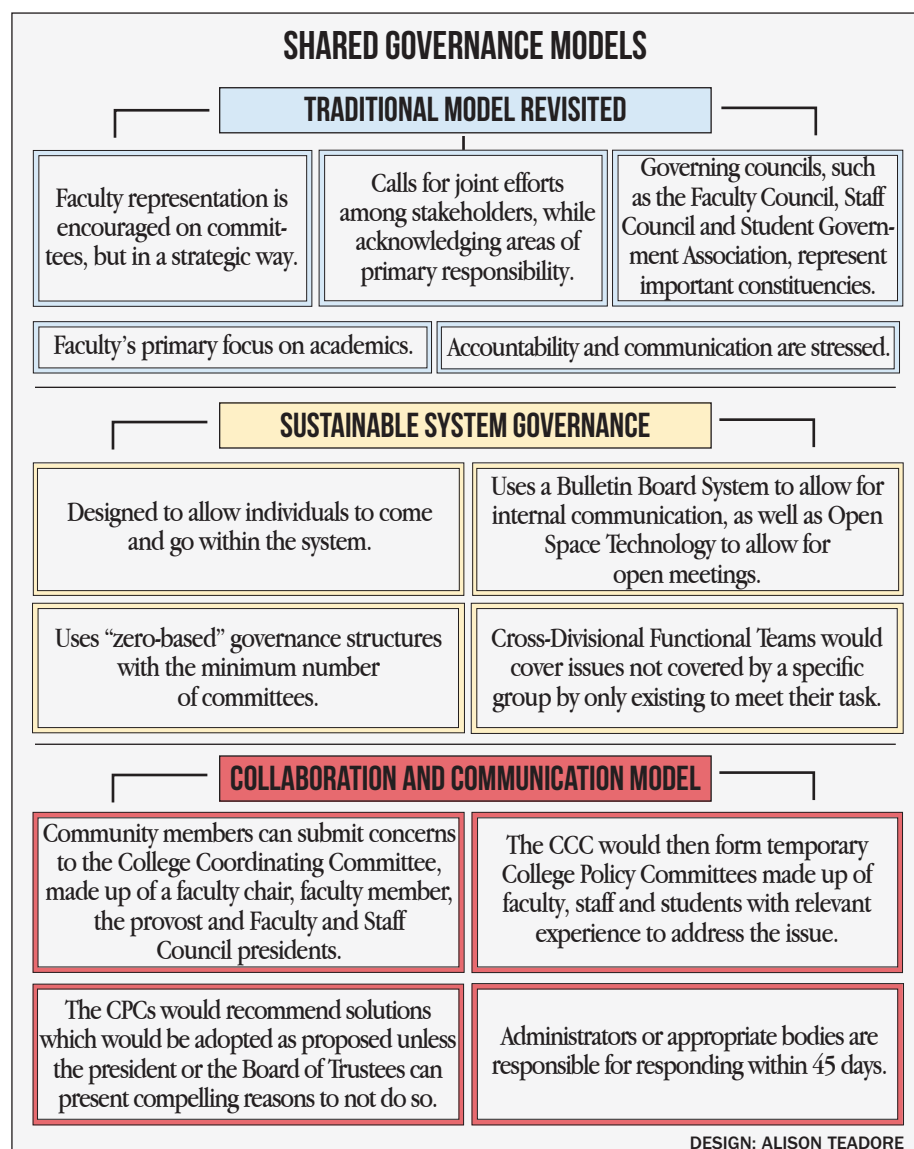 SHARED GOVERNANCE MODELS
TRADITIONAL MODEL REVISITED
Faculty representation is
encouraged on commit-
tees, but in a strategic way.
Calls for joint efforts
among stakeholders, while
acknowledging areas of
primary responsibility.
Governing councils, such
as the Faculty Council, Staff
Council and Student Govern-
ment Association, represent
important constituencies.
Faculty's primary focus on academics.
Accountability and communication are stressed.
SUSTAINABLE SYSTEM GOVERNANCE
Designed to allow individuals to come
and go within the system.
Uses a Bulletin Board System to allow for
internal communication, as well as Open
Space Technology to allow for
open meetings.
Uses “zero-based” governance structures
with the minimum number
of committees.
Cross-Divisional Functional Teams would
cover issues not covered by a specific
group by only existing to meet their task.
COLLABORATION AND COMMUNICATION MODEL
Community members can submit concerns
to the College Coordinating Committee,
made up of a faculty chair, faculty member,
the provost and Faculty and Staff
Council presidents.
The CCC would then form temporary
College Policy Committees made up of
faculty, staff and students with relevant
experience to address the issue.
The CPCs would recommend solutions
which would be adopted as proposed unless
the president or the Board of Trustees can
present compelling reasons to not do so.
Administrators or appropriate bodies are
responsible for responding within 45 days.
DESIGN: ALISON TEADORE